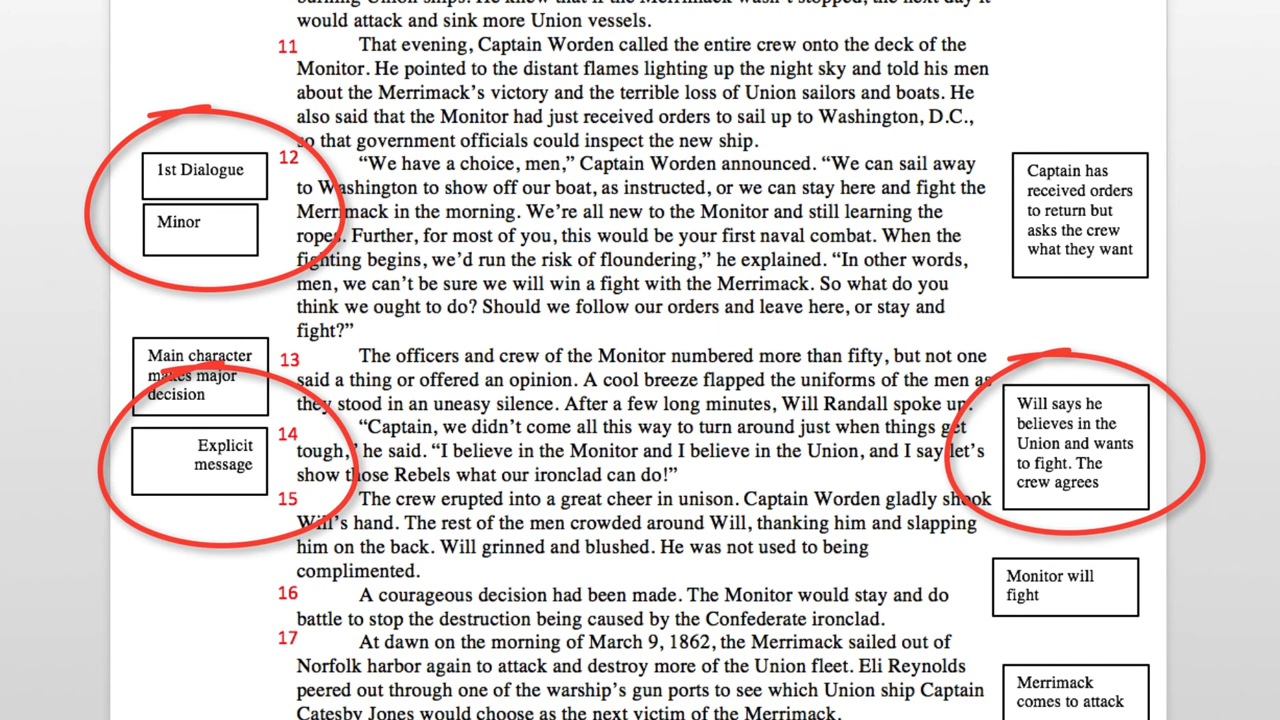 burning Union ships. He knew that if the Merrimack wasn't stopped, the next day it
would attack and sink more Union vessels.
11
That evening, Captain Worden called the entire crew onto the deck of the
Monitor. He pointed to the distant flames lighting up the night sky and told his men
about the Merrimack's victory and the terrible loss of Union sailors and boats. He
also said that the Monitor had just received orders to sail up to Washington, D.C.,
so that government officials could inspect the new ship.
1st Dialogue
Minor
12
"We have a choice, men," Captain Worden announced. "We can sail away
to Washington to show off our boat, as instructed, or we can stay here and fight the
Merrimack in the morning. We're all new to the Monitor and still learning the
ropes. Further, for most of you, this would be your first naval combat. When the
fighting begins, we'd run the risk of floundering," he explained. "In other words,
men, we can't be sure we will win a fight with the Merrimack. So what do you
think we ought to do? Should we follow our orders and leave here, or stay and
fight?"
Captain has
received orders
to return but
asks the crew
what they want
Main character
makes major
decision
13
The officers and crew of the Monitor numbered more than fifty, but not one
said a thing or offered an opinion. A cool breeze flapped the uniforms of the men as
they stood in an uneasy silence. After a few long minutes, Will Randall spoke up.
Explicit
message
14
"Captain, we didn't come all this way to turn around just when things get
tough," he said. "I believe in the Monitor and I believe in the Union, and I say let's
show those Rebels what our ironclad can do!"
Will says he
believes in the
Union and wants
to fight. The
crew agrees
15
The crew erupted into a great cheer in unison. Captain Worden gladly shook
Will's hand. The rest of the men crowded around Will, thanking him and slapping
him on the back. Will grinned and blushed. He was not used to being
complimented.
16
A courageous decision had been made. The Monitor would stay and do
battle to stop the destruction being caused by the Confederate ironclad.
Monitor will
fight
17
At dawn on the morning of March 9, 1862, the Merrimack sailed out of
Norfolk harbor again to attack and destroy more of the Union fleet. Eli Reynolds
peered out through one of the warship's gun ports to see which Union ship Captain
Catesby Jones would choose as the next victim of the Merrimack.
Merrimack
comes to attack